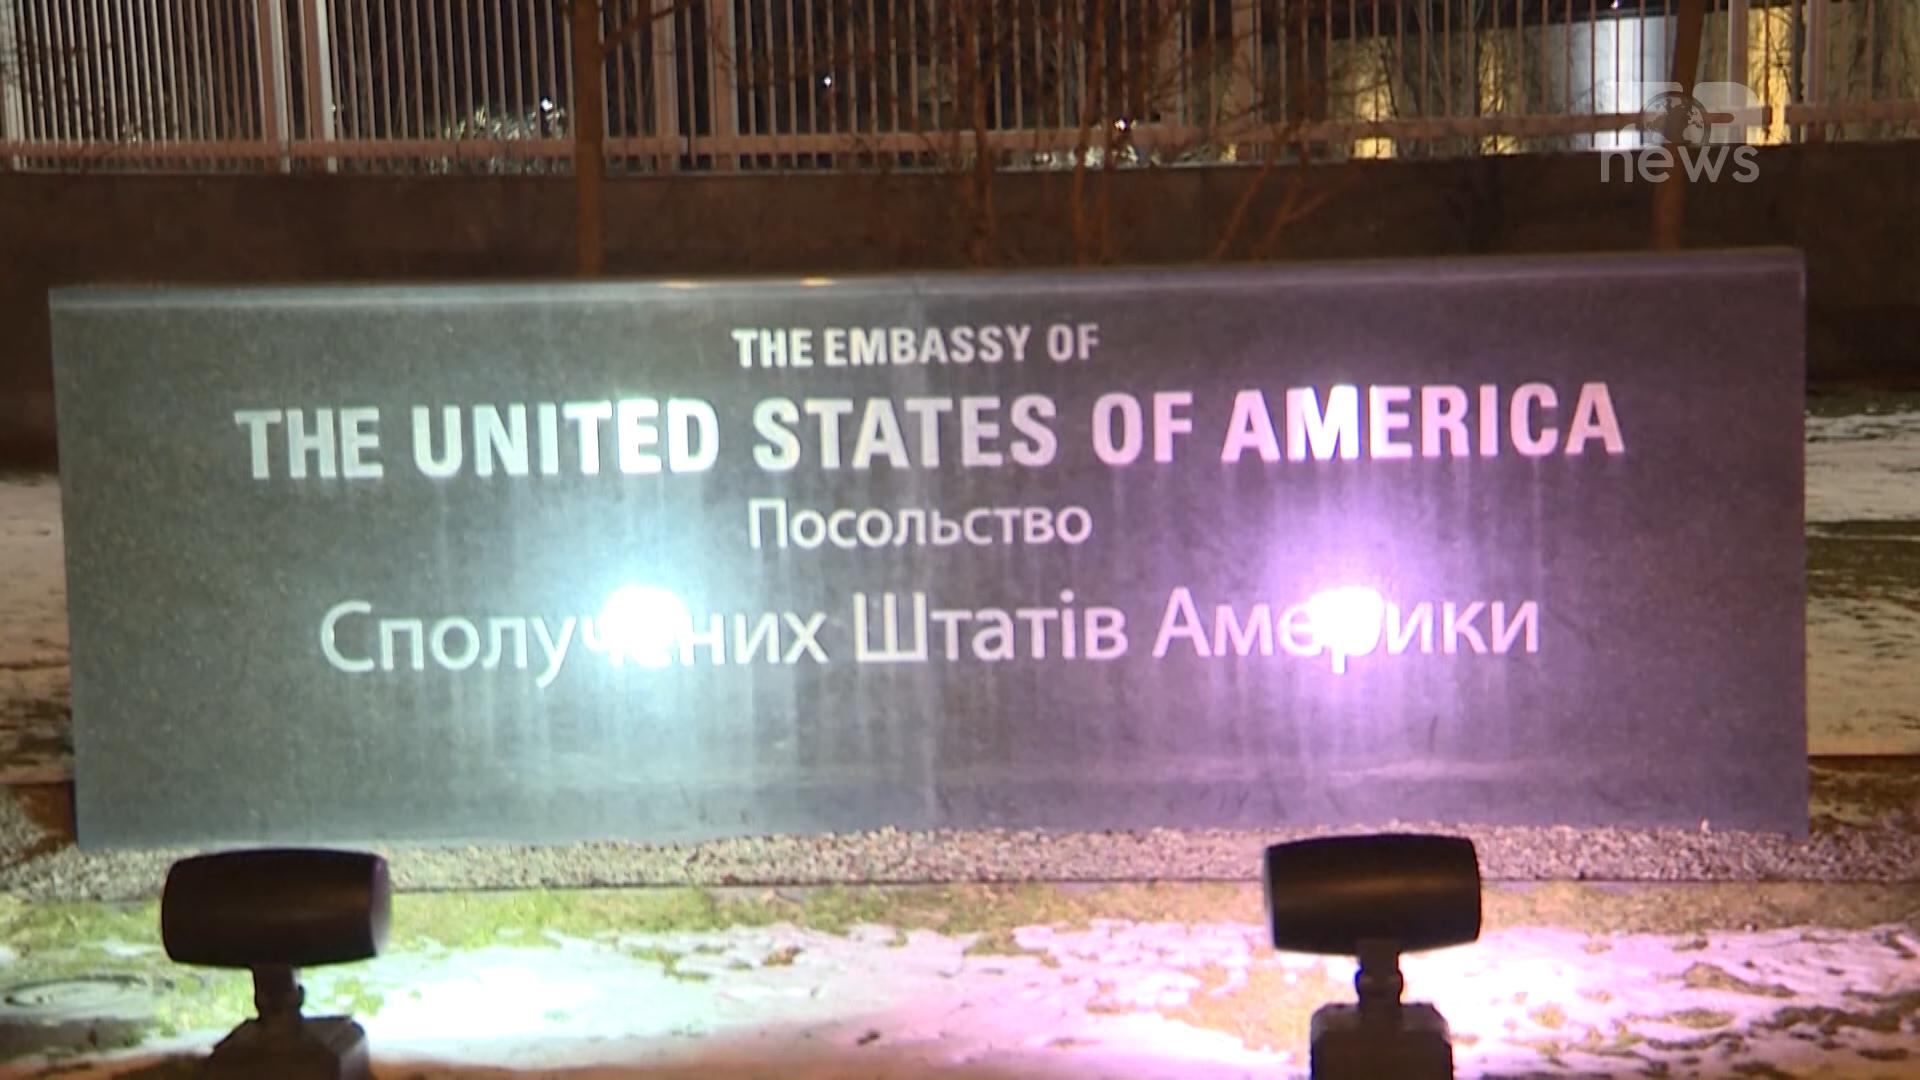 news
THE EMBASSY OF
THE UNITED STATES OF AMERICA
Посольство
Сполучених Штатів Америки